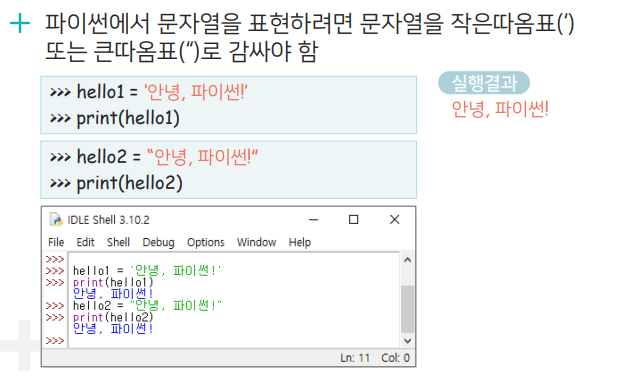 파이썬에서 문자열을 표현하려면 문자열을 작은따옴표(‘)
또는 큰따옴표(“)로 감싸야 함
>>> hello1 = ‘안녕, 파이썬!’
>>> print(hello1)
실행결과
안녕, 파이썬!
>>> hello2 = “안녕, 파이썬!”
>>> print(hello2)
IDLE Shell 3.10.2
File Edit Shell Debug Options Window Help
>>>
>>> hello1 = '안녕, 파이썬!'
>>> print(hello1)
안녕, 파이썬!
>>> hello2 = "안녕, 파이썬!"
>>> print(hello2)
안녕, 파이썬!
>>>
Ln: 11 Col: 0